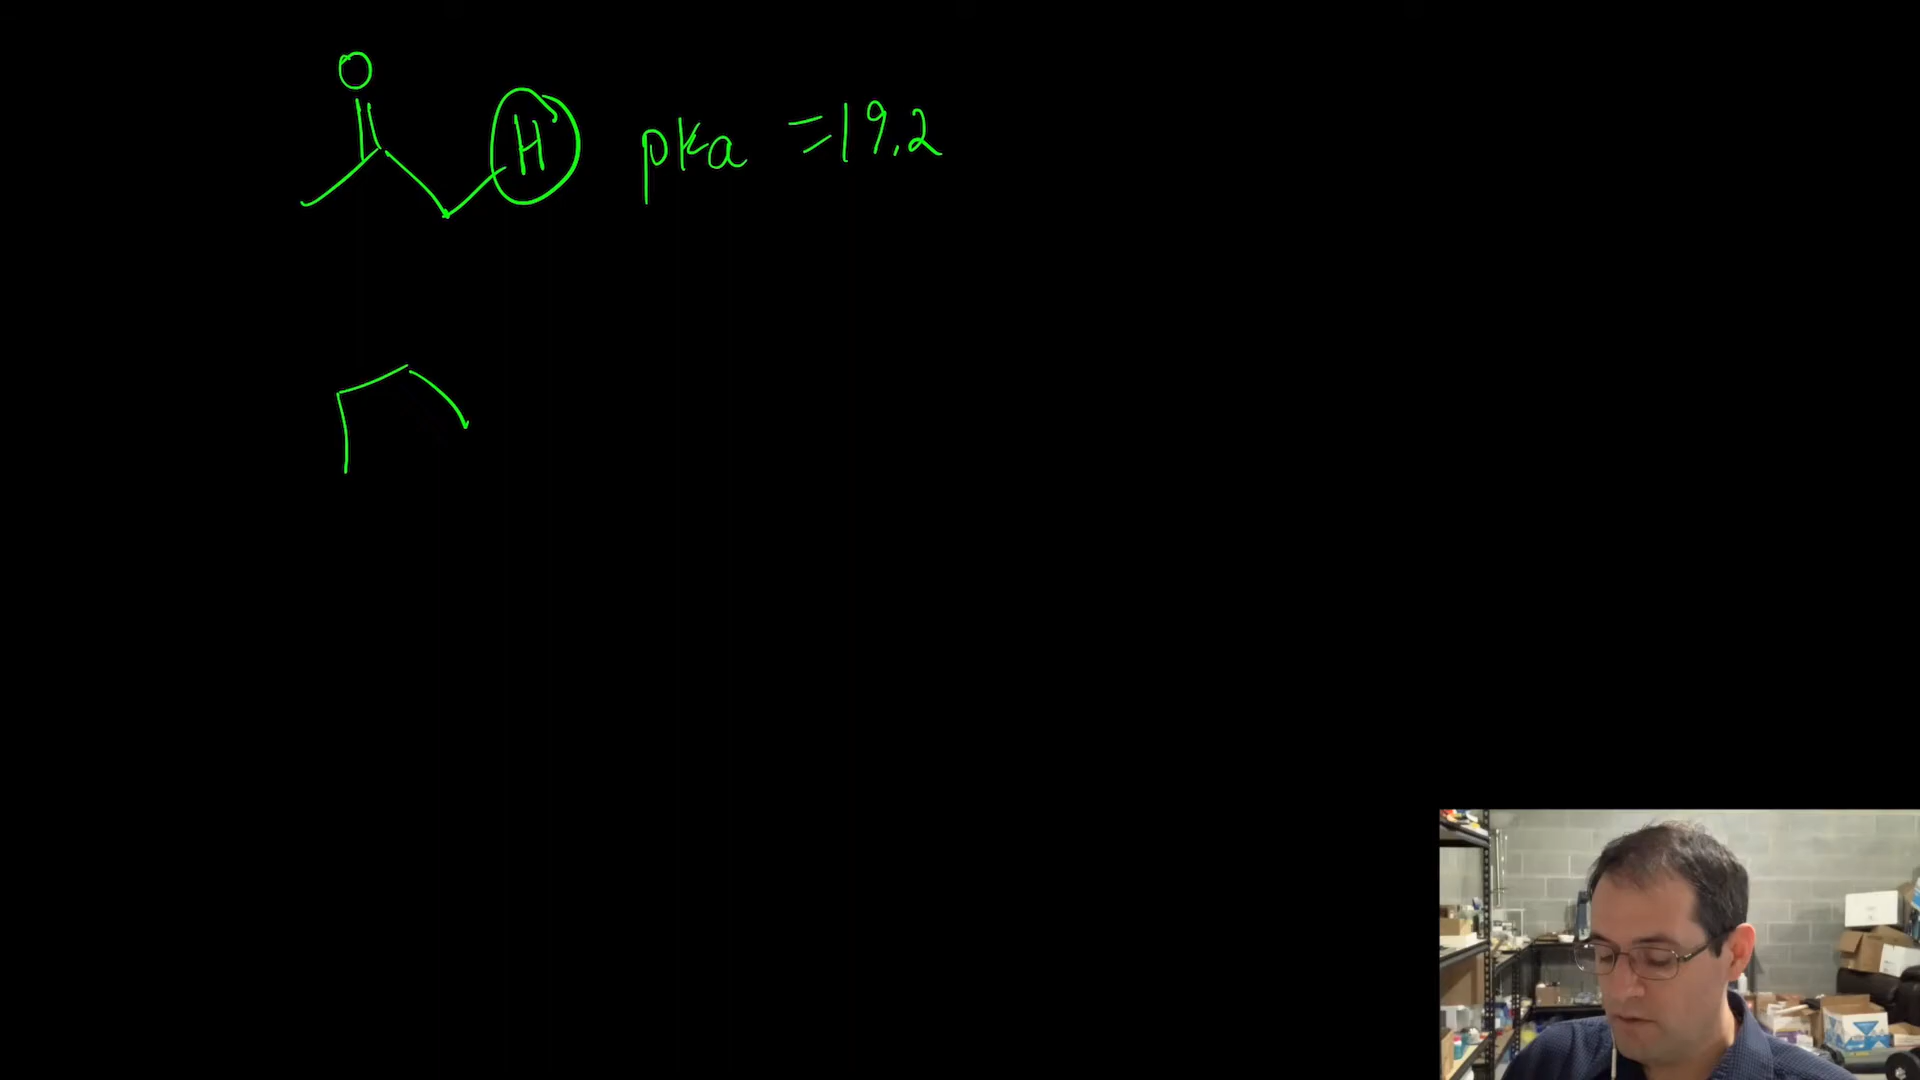 O
H pKa = 19.2